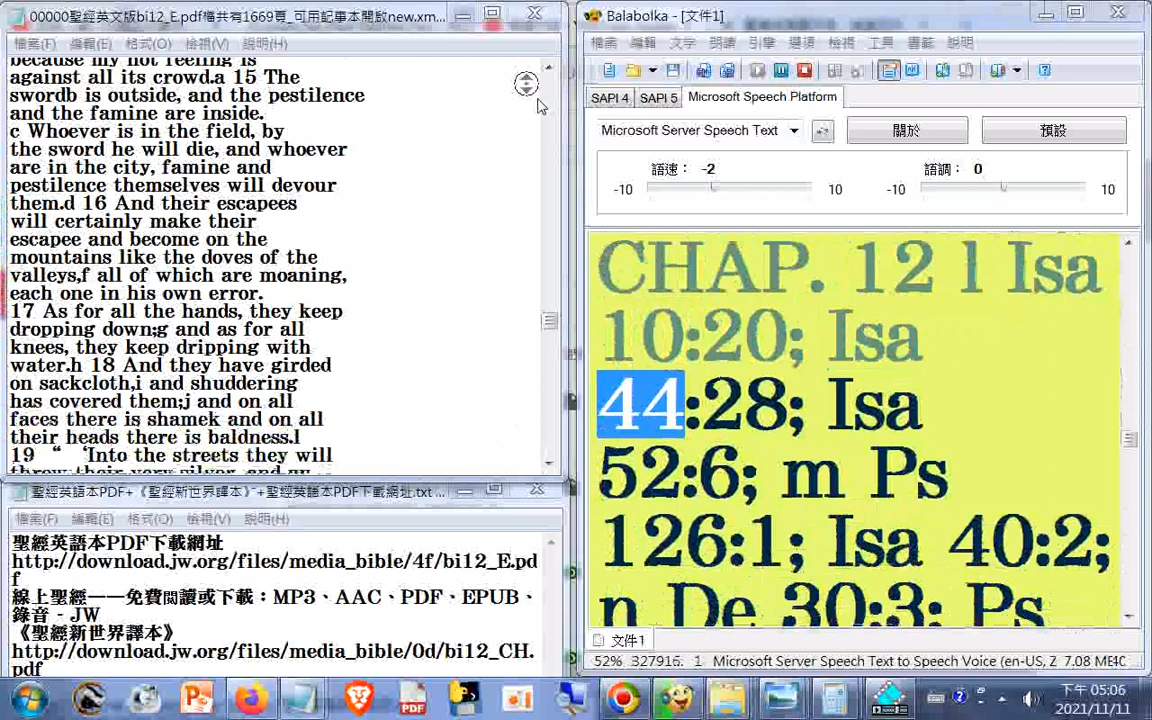 00000聖經英文版bi12_E.pdf檔共有1669頁_可用記事本開啟new.xm...
檔案(F) 編輯(E) 格式(O) 檢視(V) 說明(H)
because my hot feeling is
against all its crowd.a 15 The
swordb is outside, and the pestilence
and the famine are inside.
c Whoever is in the field, by
the sword he will die, and whoever
are in the city, famine and
pestilence themselves will devour
them.d 16 And their escapees
will certainly make their
escapee and become on the
mountains like the doves of the
valleys,f all of which are moaning,
each one in his own error.
17 As for all the hands, they keep
dropping down;g and as for all
knees, they keep dripping with
water.h 18 And they have girded
on sackcloth,i and shuddering
has covered them;j and on all
faces there is shamek and on all
their heads there is baldness.l
19 “ ‘Into the streets they will
throw their very silver, and
聖經英語本PDF+《聖經新世界譯本》+聖經英語本PDF下載網址.txt ...
檔案(F) 編輯(E) 格式(O) 檢視(V) 說明(H)
聖經英語本PDF下載網址
http://download.jw.org/files/media_bible/4f/bi12_E.pd
f
線上聖經——免費閱讀或下載：MP3、AAC、PDF、EPUB、
錄音 - JW
《聖經新世界譯本》
http://download.jw.org/files/media_bible/0d/bi12_CH.
pdf
Balabolka - [文件1]
檔案 編輯 文字 朗讀 引擎 選項 檢視 工具 書籤 說明
SAPI 4 SAPI 5 Microsoft Speech Platform
Microsoft Server Speech Text 關於 預設
語速： -2 語調： 0
-10 10 -10 10
CHAP. 12 l Isa
10:20; Isa
44:28; Isa
52:6; m Ps
126:1; Isa 40:2;
n De 30:3; Ps
文件1
52% 327916: 1 Microsoft Server Speech Text to Speech Voice (en-US, Z 7.08 MB
PDF
下午 05:06
2021/11/11